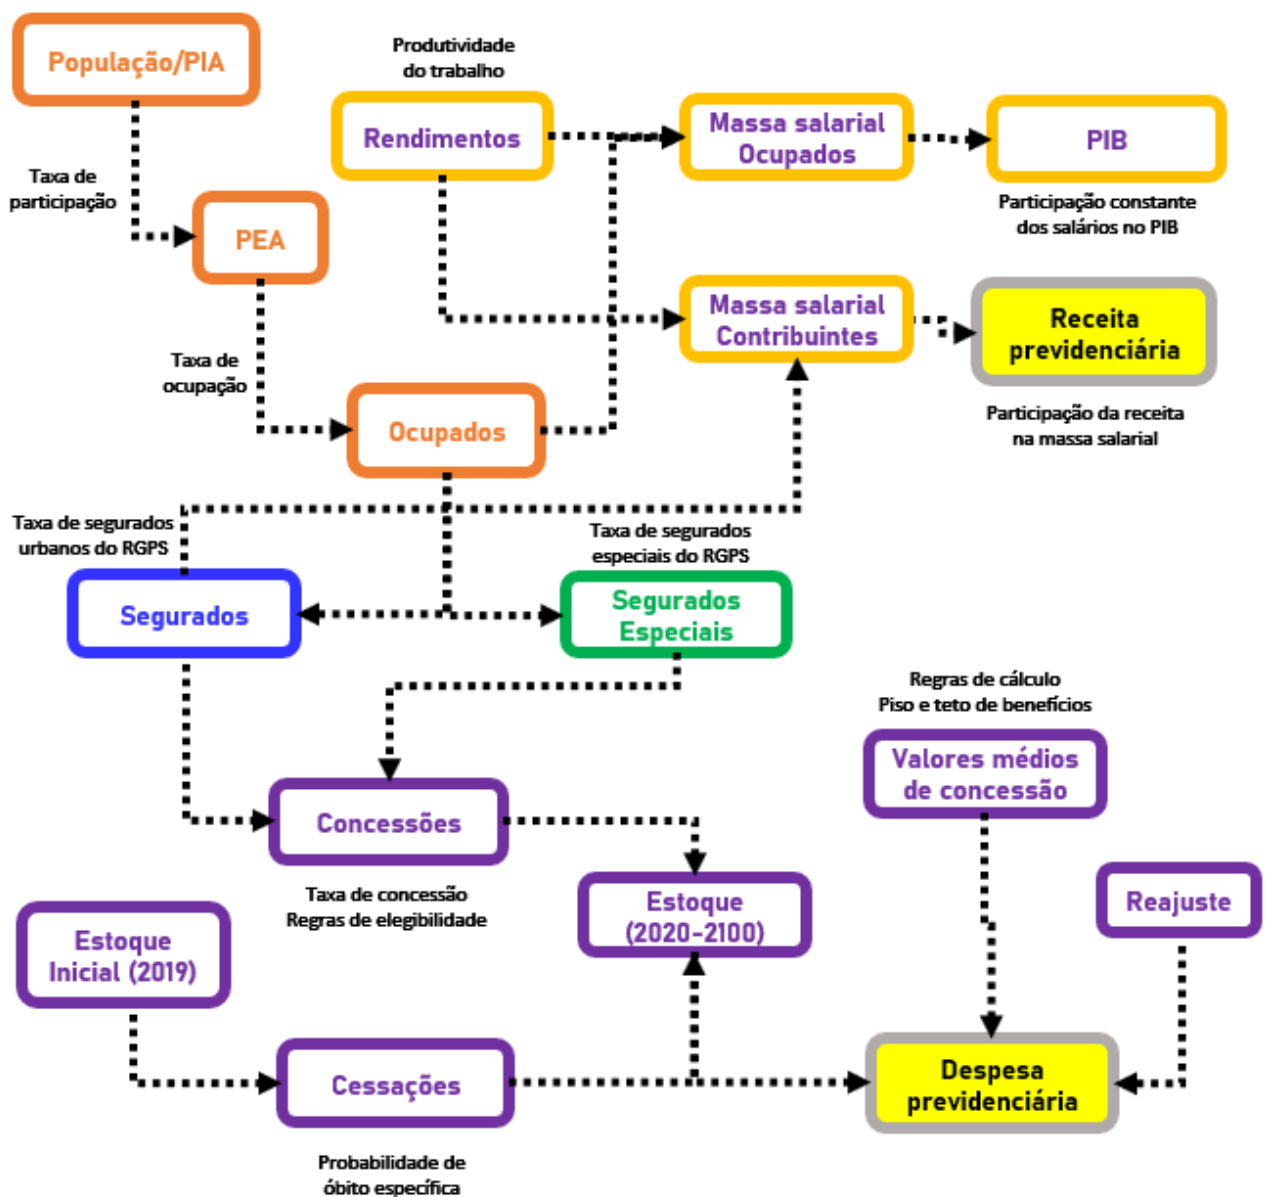 População/PIA
Produtividade
do trabalho
Rendimentos
Massa salarial
Ocupados
PIB
Taxa de
participação
Participação constante
dos salários no PIB
PEA
Massa salarial
Contribuintes
Receita
previdenciária
Taxa de
ocupação
Ocupados
Participação da receita
na massa salarial
Taxa de segurados
urbanos do RGPS
Taxa de segurados
especiais do RGPS
Segurados
Segurados
Especiais
Regras de cálculo
Piso e teto de benefícios
Valores médios
de concessão
Concessões
Taxa de concessão
Regras de elegibilidade
Estoque
(2020-2100)
Reajuste
Estoque
Inicial (2019)
Cessações
Despesa
previdenciária
Probabilidade de
óbito específica